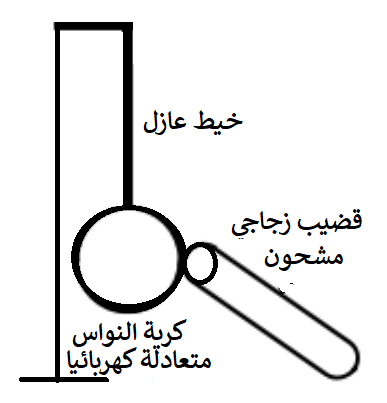 خيط عازل
قضيب زجاجي
مشحون
كرية النواس
متعادلة كهربائيا